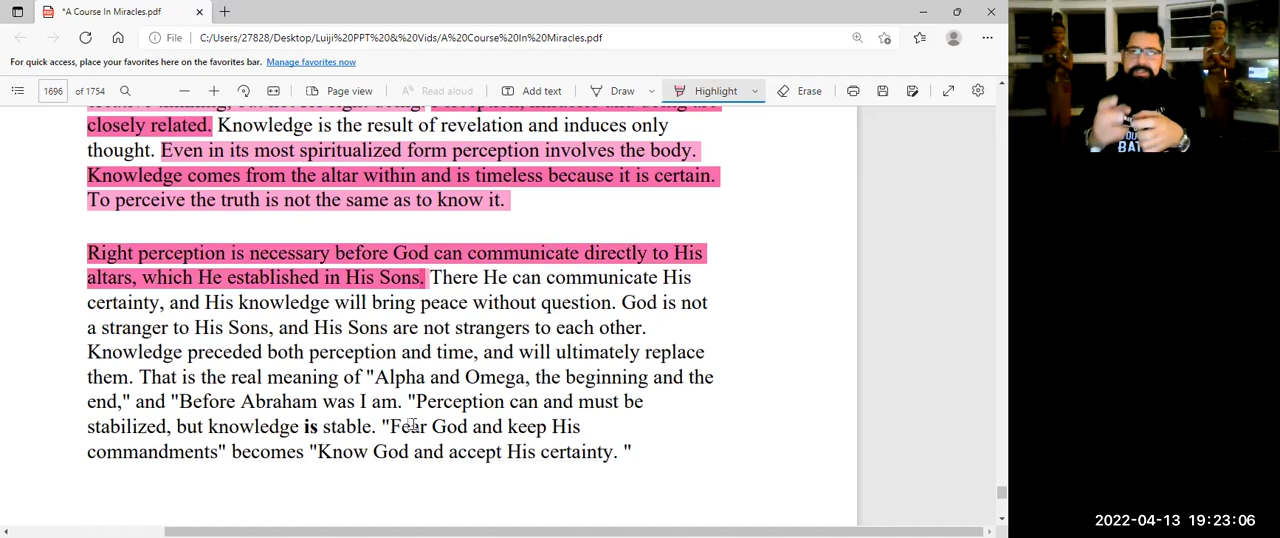 *A Course In Miracles.pdf
File C:/Users/27828/Desktop/Luiji%20PPT%20&%20Vids/A%20Course%20In%20Miracles.pdf
For quick access, place your favorites here on the favorites bar. Manage favorites now
1696 of 1754 Page view Read aloud Add text Draw Highlight Erase
closely related. Knowledge is the result of revelation and induces only
thought. Even in its most spiritualized form perception involves the body.
Knowledge comes from the altar within and is timeless because it is certain.
To perceive the truth is not the same as to know it.
Right perception is necessary before God can communicate directly to His
altars, which He established in His Sons. There He can communicate His
certainty, and His knowledge will bring peace without question. God is not
a stranger to His Sons, and His Sons are not strangers to each other.
Knowledge preceded both perception and time, and will ultimately replace
them. That is the real meaning of "Alpha and Omega, the beginning and the
end," and "Before Abraham was I am. "Perception can and must be
stabilized, but knowledge is stable. "Fear God and keep His
commandments" becomes "Know God and accept His certainty. "
BAT
2022-04-13 19:23:06